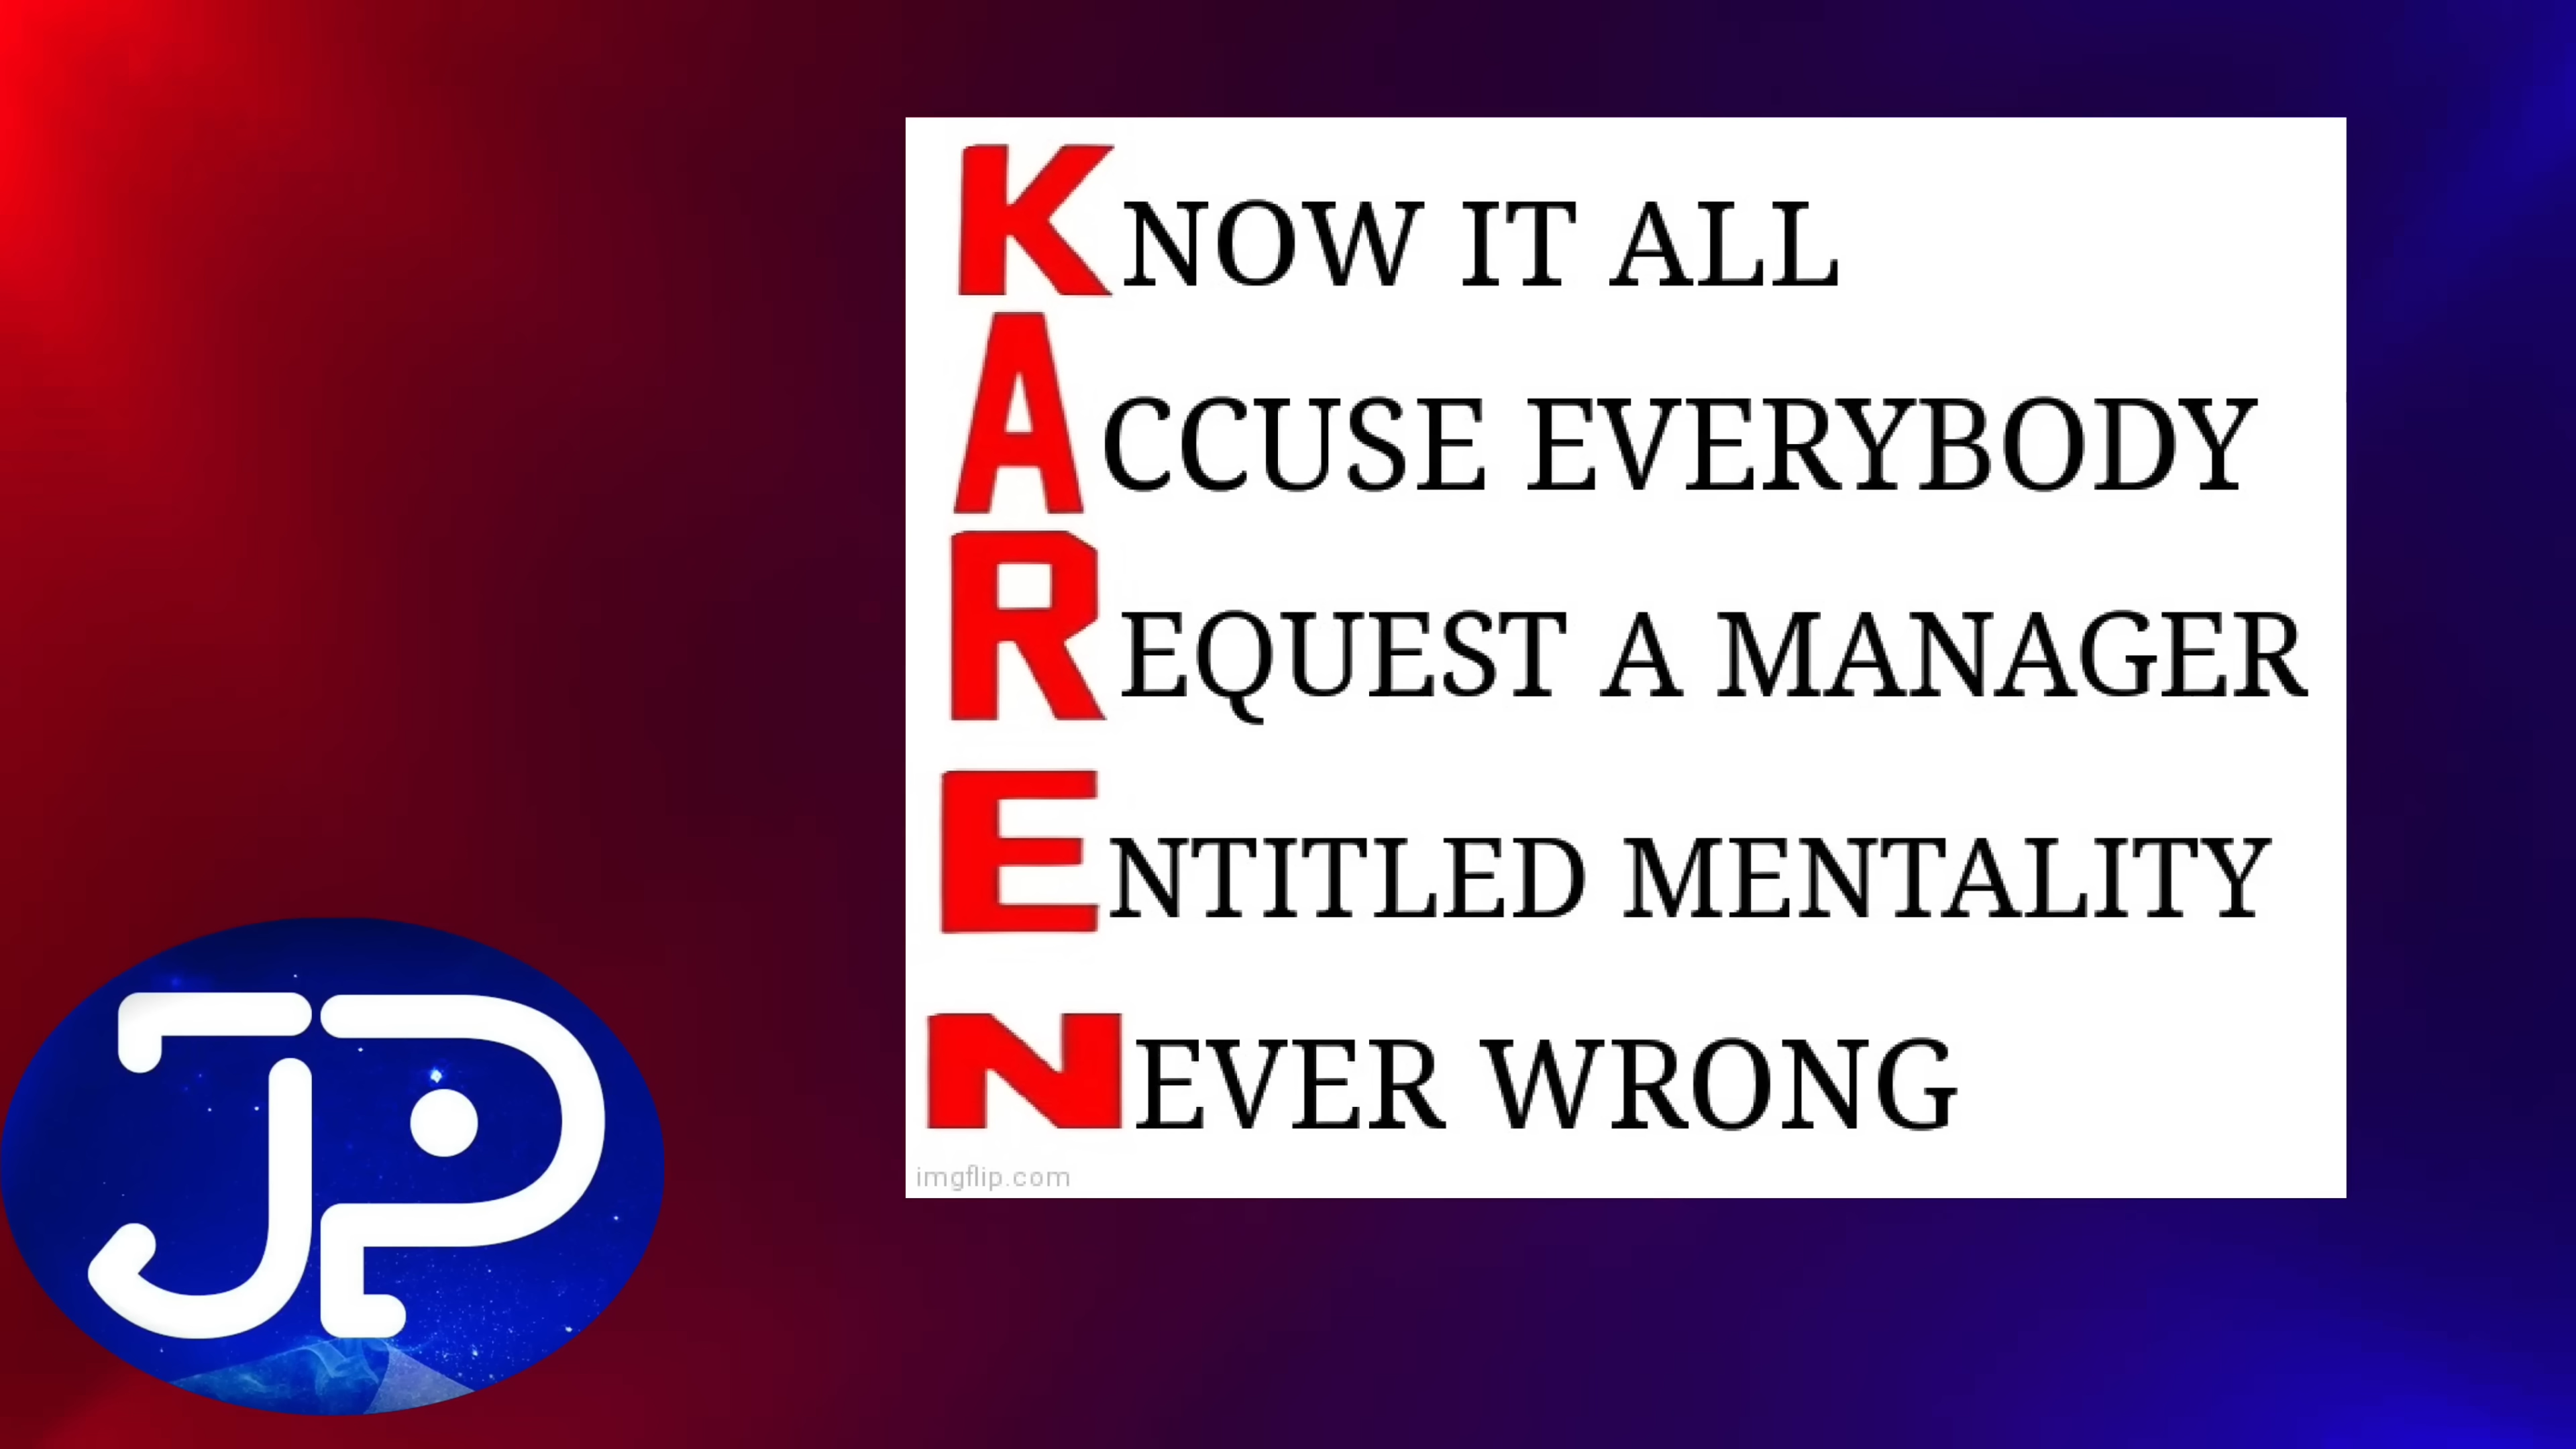 KNOW IT ALL
ACCUSE EVERYBODY
REQUEST A MANAGER
ENTITLED MENTALITY
NEVER WRONG
imgflip.com
JP